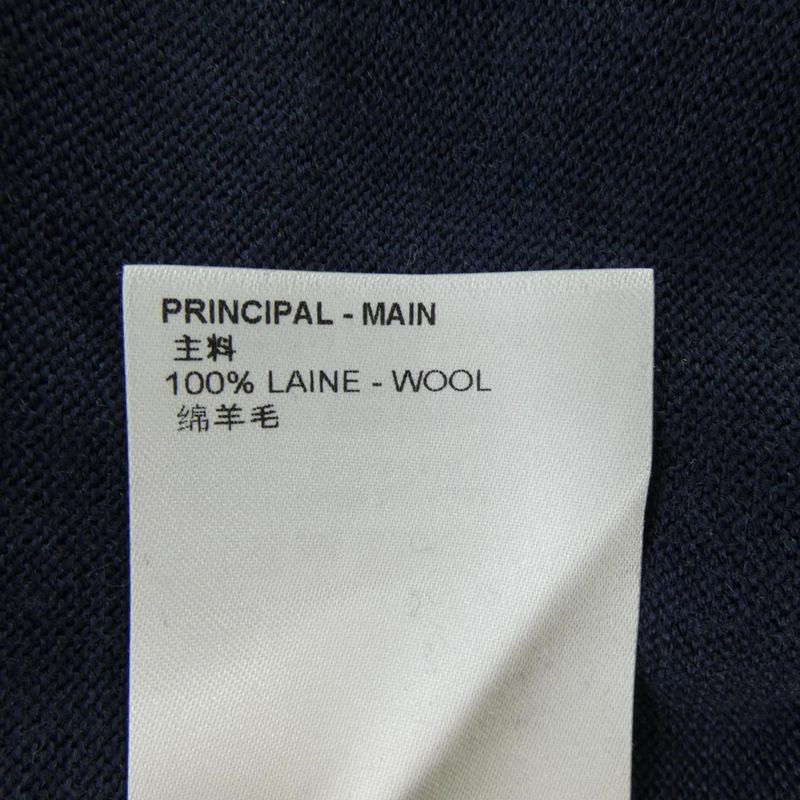 PRINCIPAL - MAIN
主料
100% LAINE - WOOL
绵羊毛